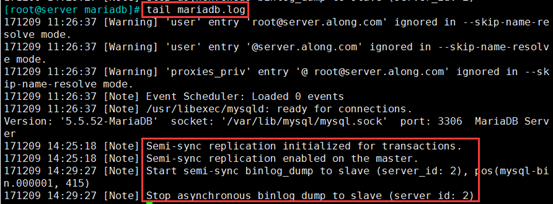 [root@server mariadb]# tail mariadb.log
171209 11:26:37 [Warning] 'user' entry 'root@server.along.com' ignored in --skip-name-re
solve mode.
171209 11:26:37 [Warning] 'user' entry '@server.along.com' ignored in --skip-name-resolv
e mode.
171209 11:26:37 [Warning] 'proxies_priv' entry '@ root@server.along.com' ignored in --sk
ip-name-resolve mode.
171209 11:26:37 [Note] Event Scheduler: Loaded 0 events
171209 11:26:37 [Note] /usr/libexec/mysqld: ready for connections.
Version: '5.5.52-MariaDB'  socket: '/var/lib/mysql/mysql.sock'  port: 3306  MariaDB Serv
er
171209 14:25:18 [Note] Semi-sync replication initialized for transactions.
171209 14:25:18 [Note] Semi-sync replication enabled on the master.
171209 14:29:27 [Note] Start semi-sync binlog_dump to slave (server_id: 2), pos(mysql-bi
n.000001, 415)
171209 14:29:27 [Note] Stop asynchronous binlog_dump to slave (server_id: 2)